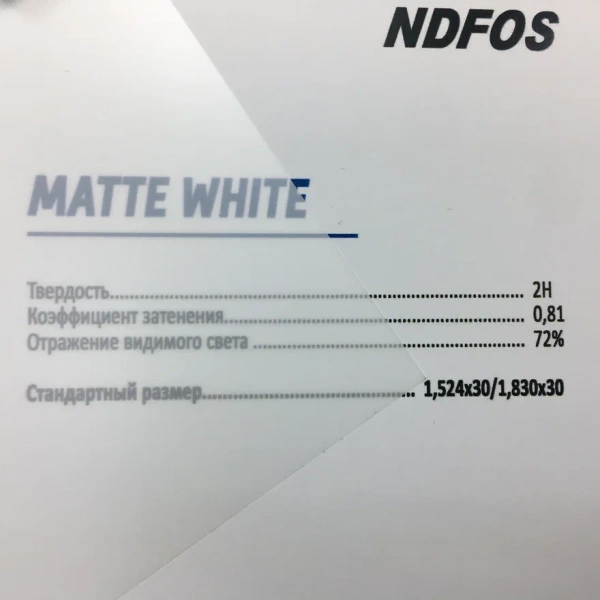 NDFOS
MATTE WHITE
Твердость........................................................................ 2H
Коэффициент затенения................................................ 0,81
Отражение видимого света ........................................... 72%
Стандартный размер..................................... 1,524x30/1,830x30